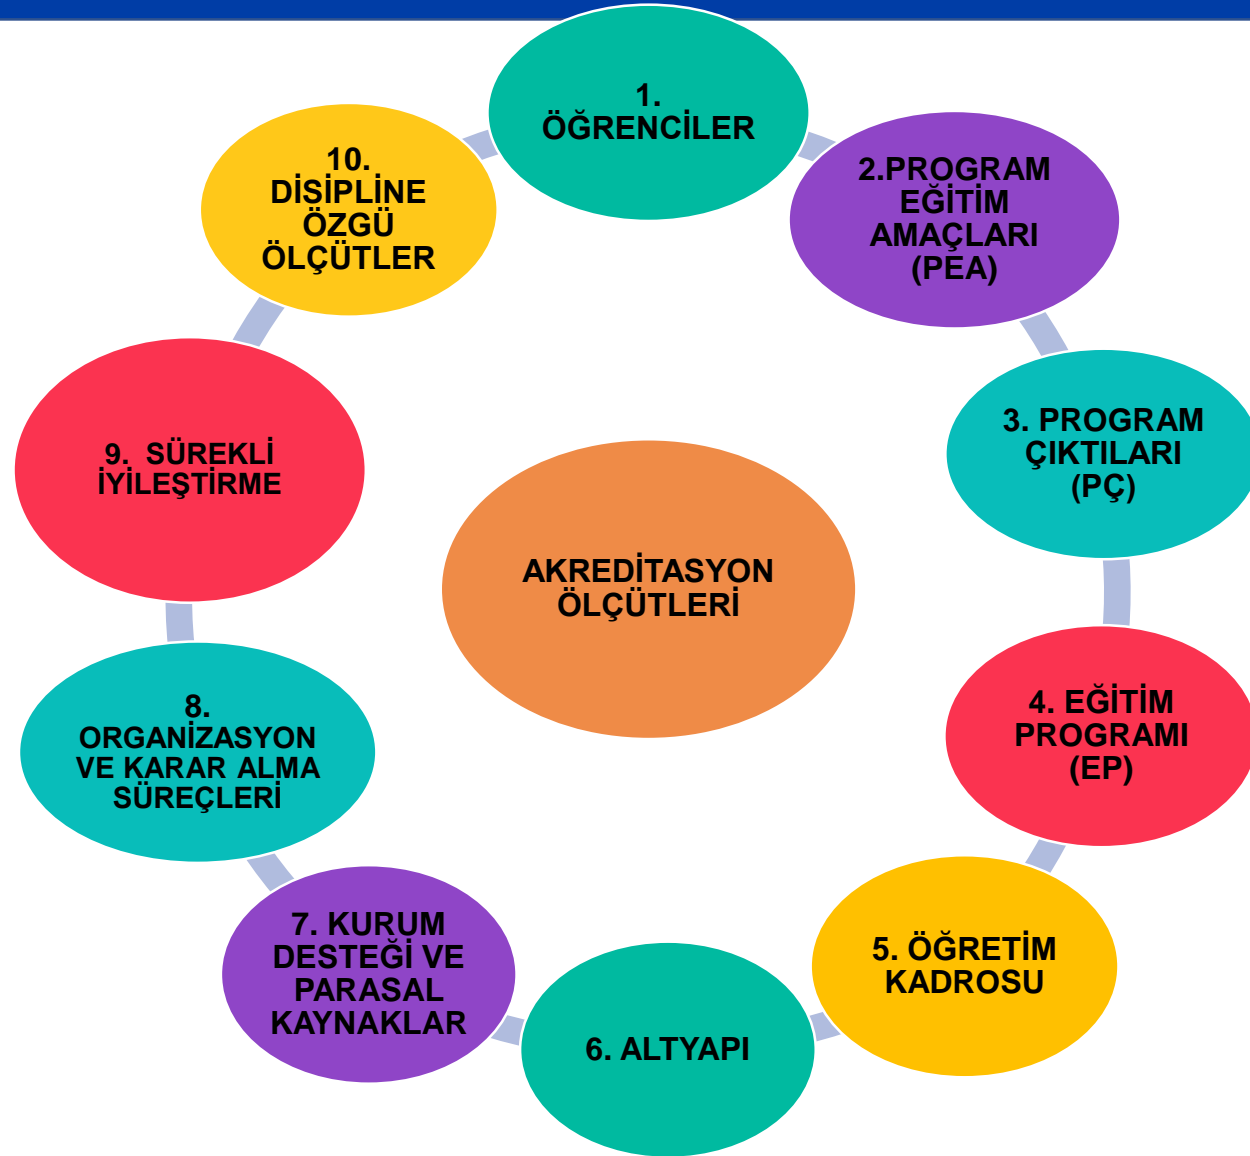 1.
ÖĞRENCİLER
2.PROGRAM
EĞİTİM
AMAÇLARI
(PEA)
3. PROGRAM
ÇIKTILARI
(PÇ)
4. EĞİTİM
PROGRAMI
(EP)
5. ÖĞRETİM
KADROSU
6. ALTYAPI
7. KURUM
DESTEĞİ VE
PARASAL
KAYNAKLAR
8.
ORGANİZASYON
VE KARAR ALMA
SÜREÇLERİ
9. SÜREKLİ
İYİLEŞTİRME
10.
DİSİPLİNE
ÖZGÜ
ÖLÇÜTLER
AKREDİTASYON
ÖLÇÜTLERİ